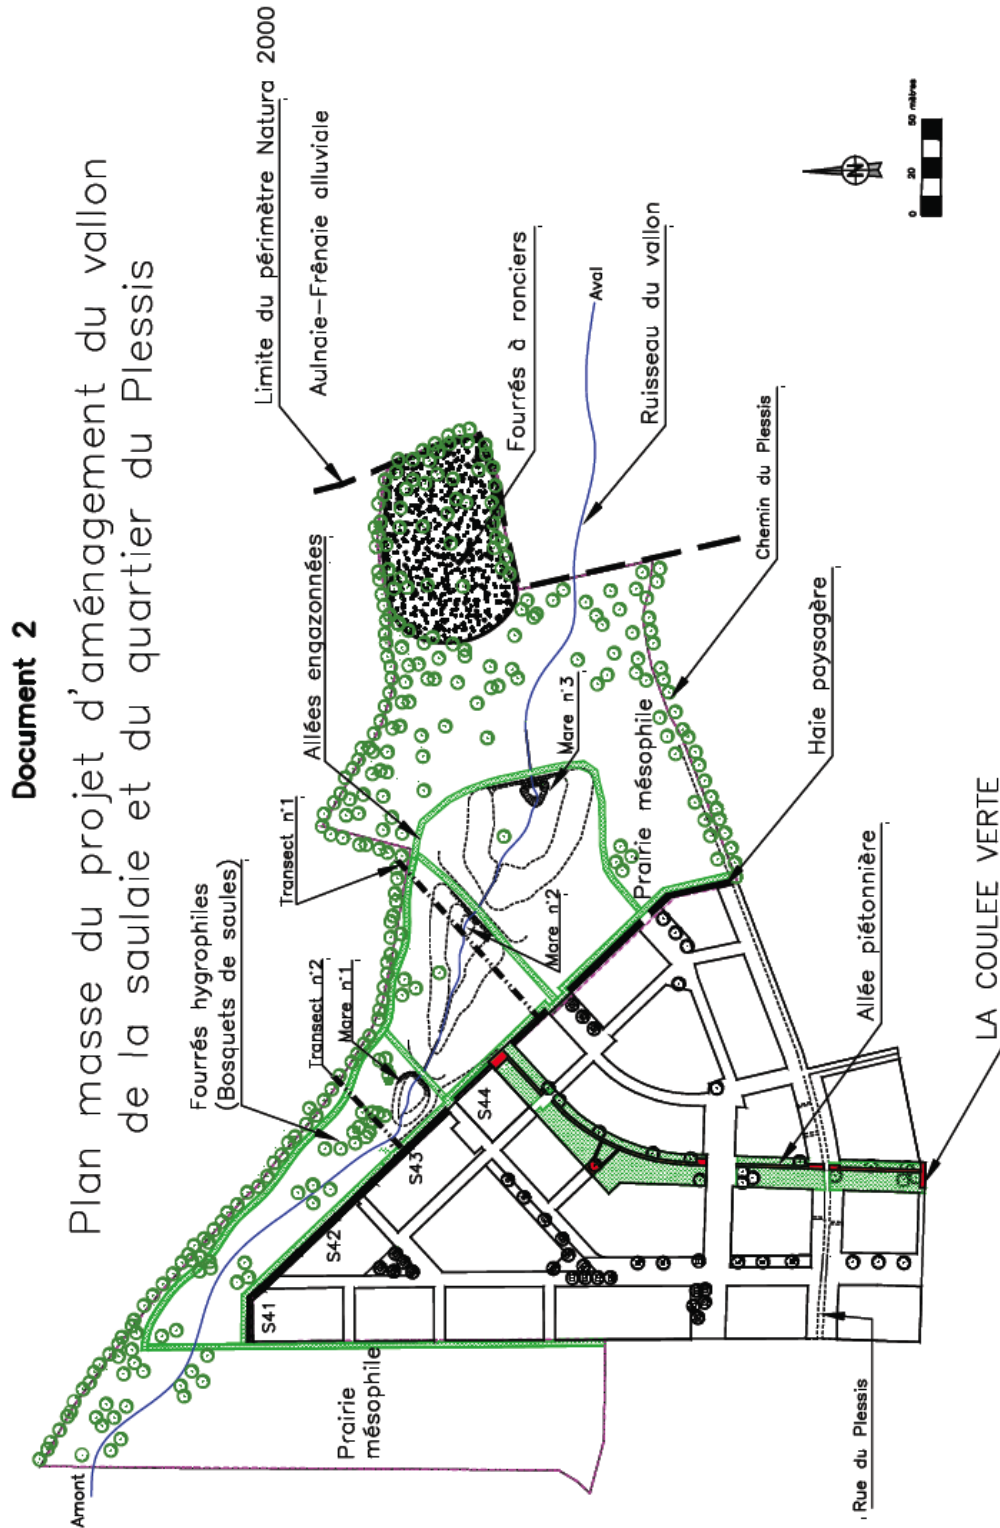 Document 2
Plan masse du projet d'aménagement du vallon
de la saulaie et du quartier du Plessis
Limite du périmètre Natura 2000
Aulnaie-Frênaie alluviale
Fourrés à ronciers
Aval
Ruisseau du vallon
Chemin du Plessis
Haie paysagère
Allées engazonnées
Transect n°1
Fourrés hygrophiles
(Bosquets de saules)
Transect n°2
Mare n°1
Mare n°2
Mare n°3
Prairie mésophile
S41
S42
S43
S44
Prairie
mésophile
Amont
Allée piétonnière
LA COULEE VERTE
Rue du Plessis
N
0
20
50 mètres